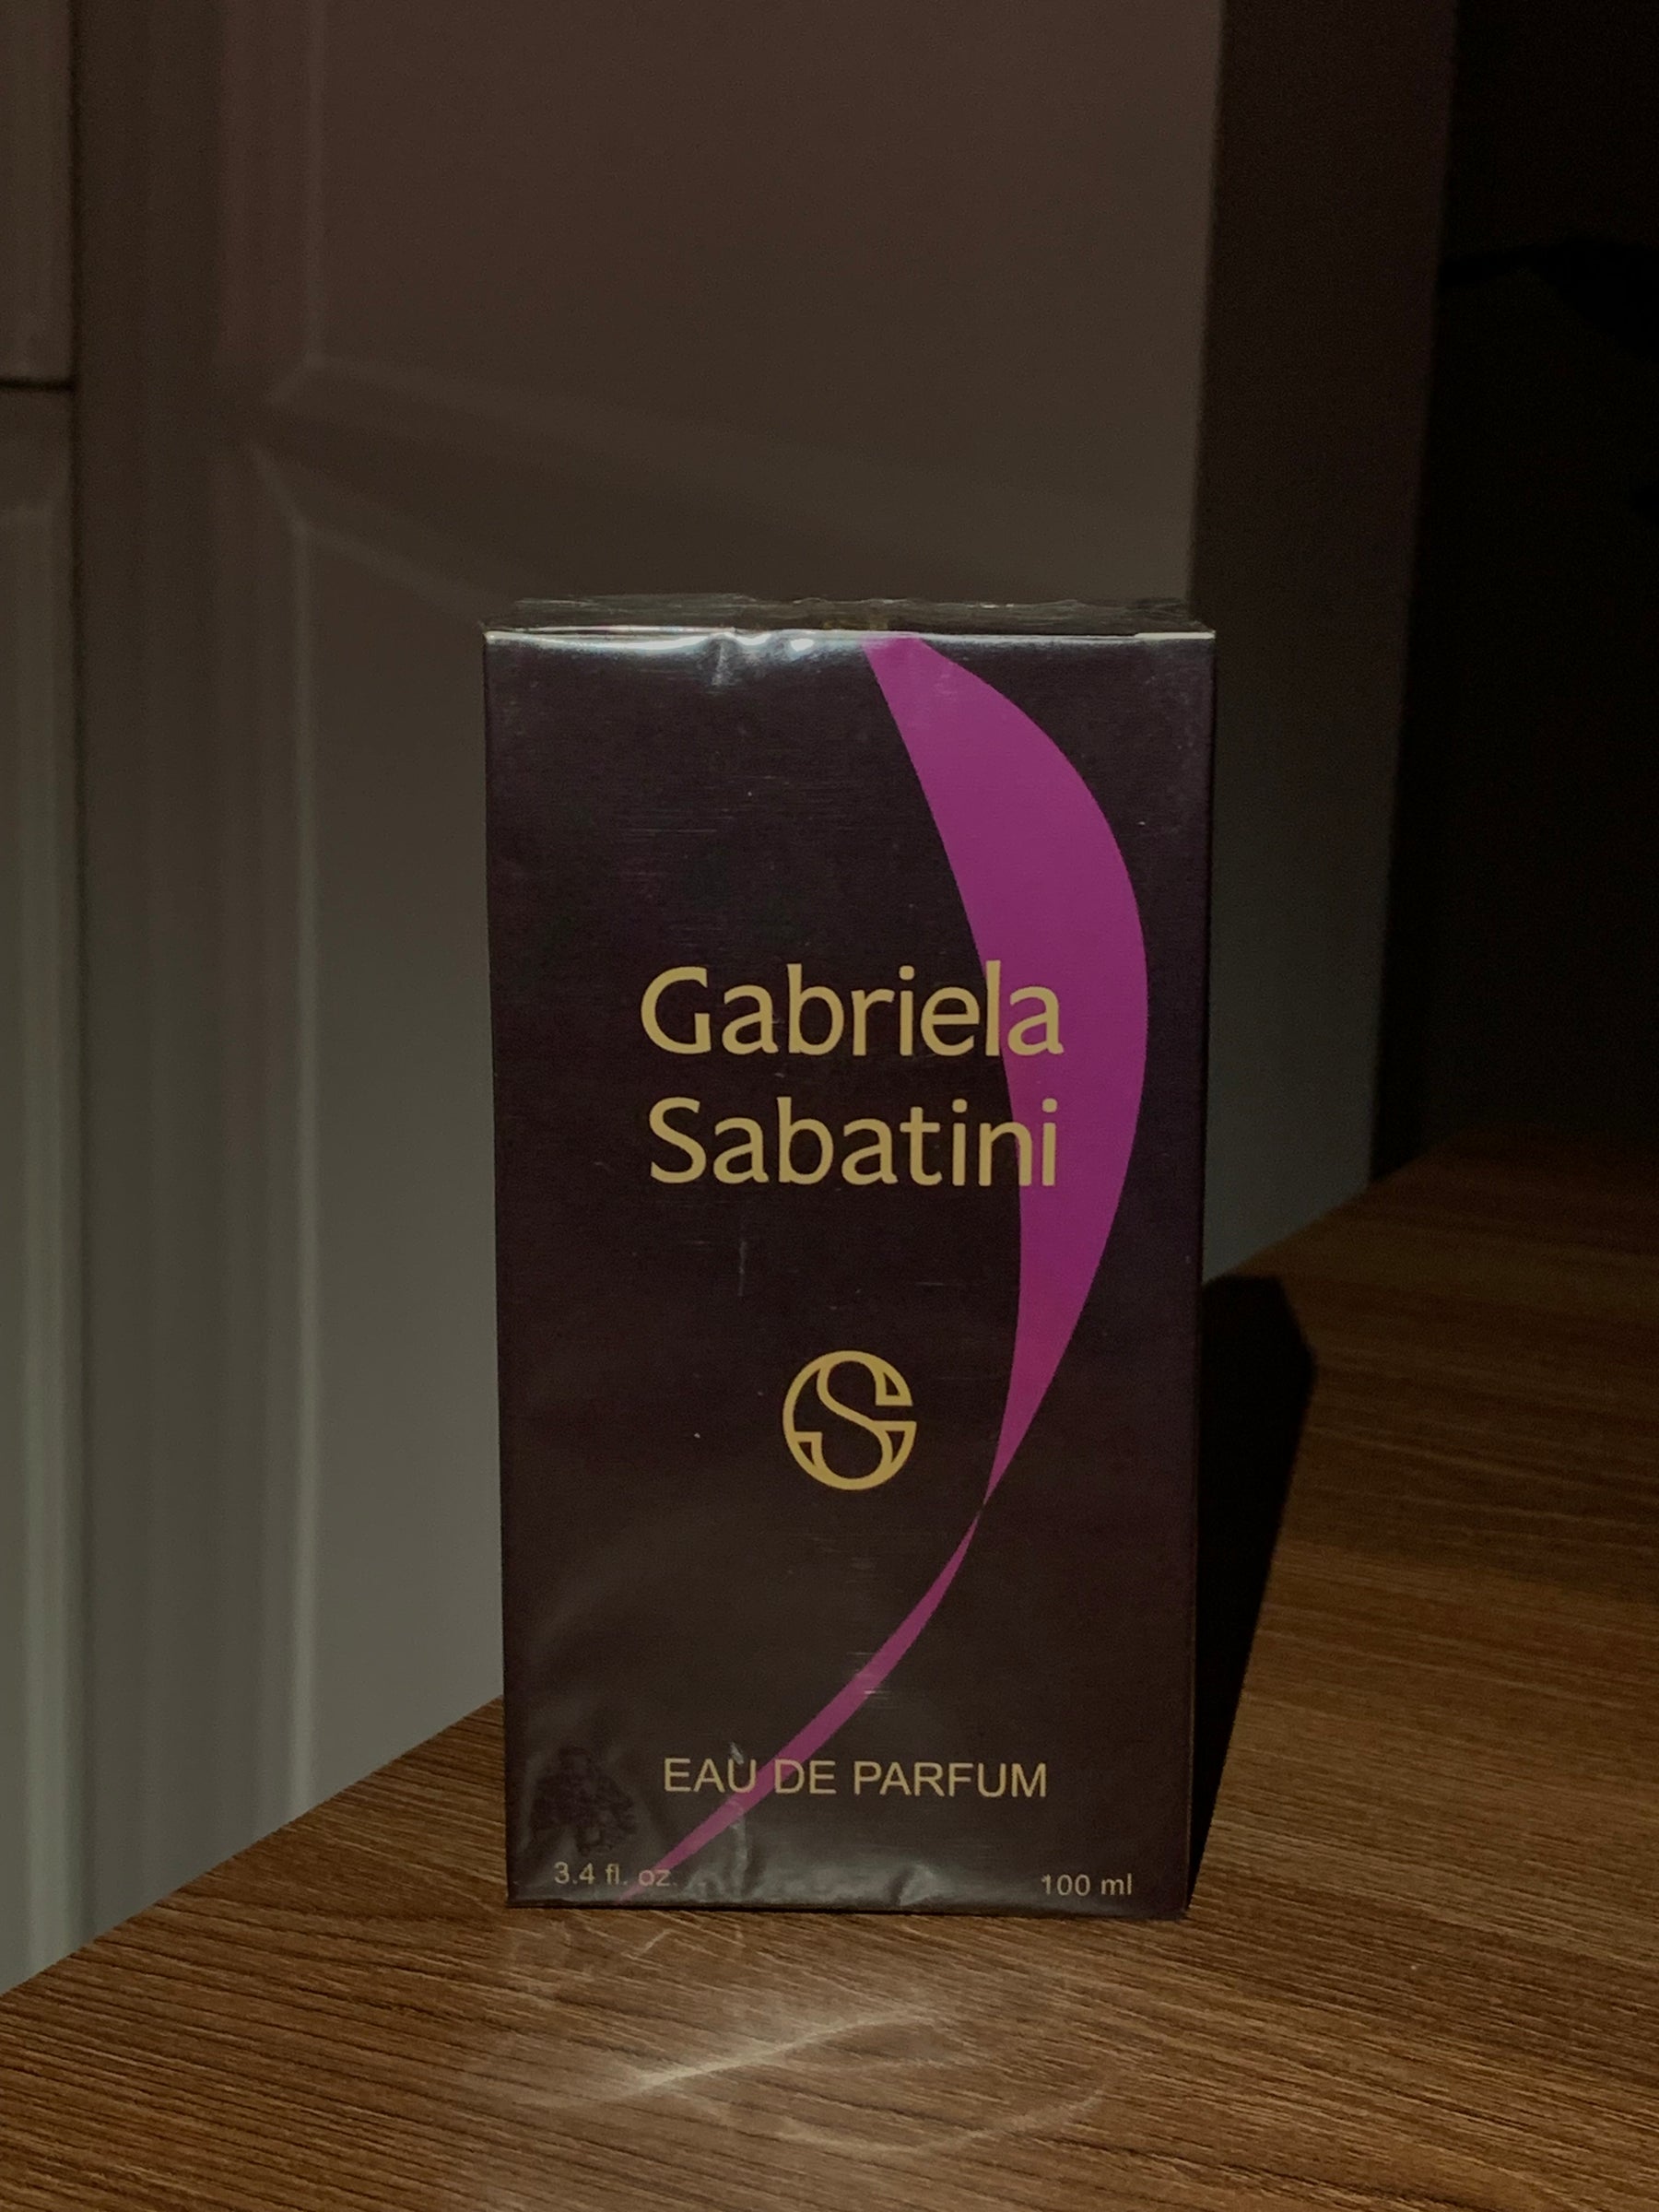 Gabriela
Sabatini
EAU DE PARFUM
3.4 fl. oz.
100 ml